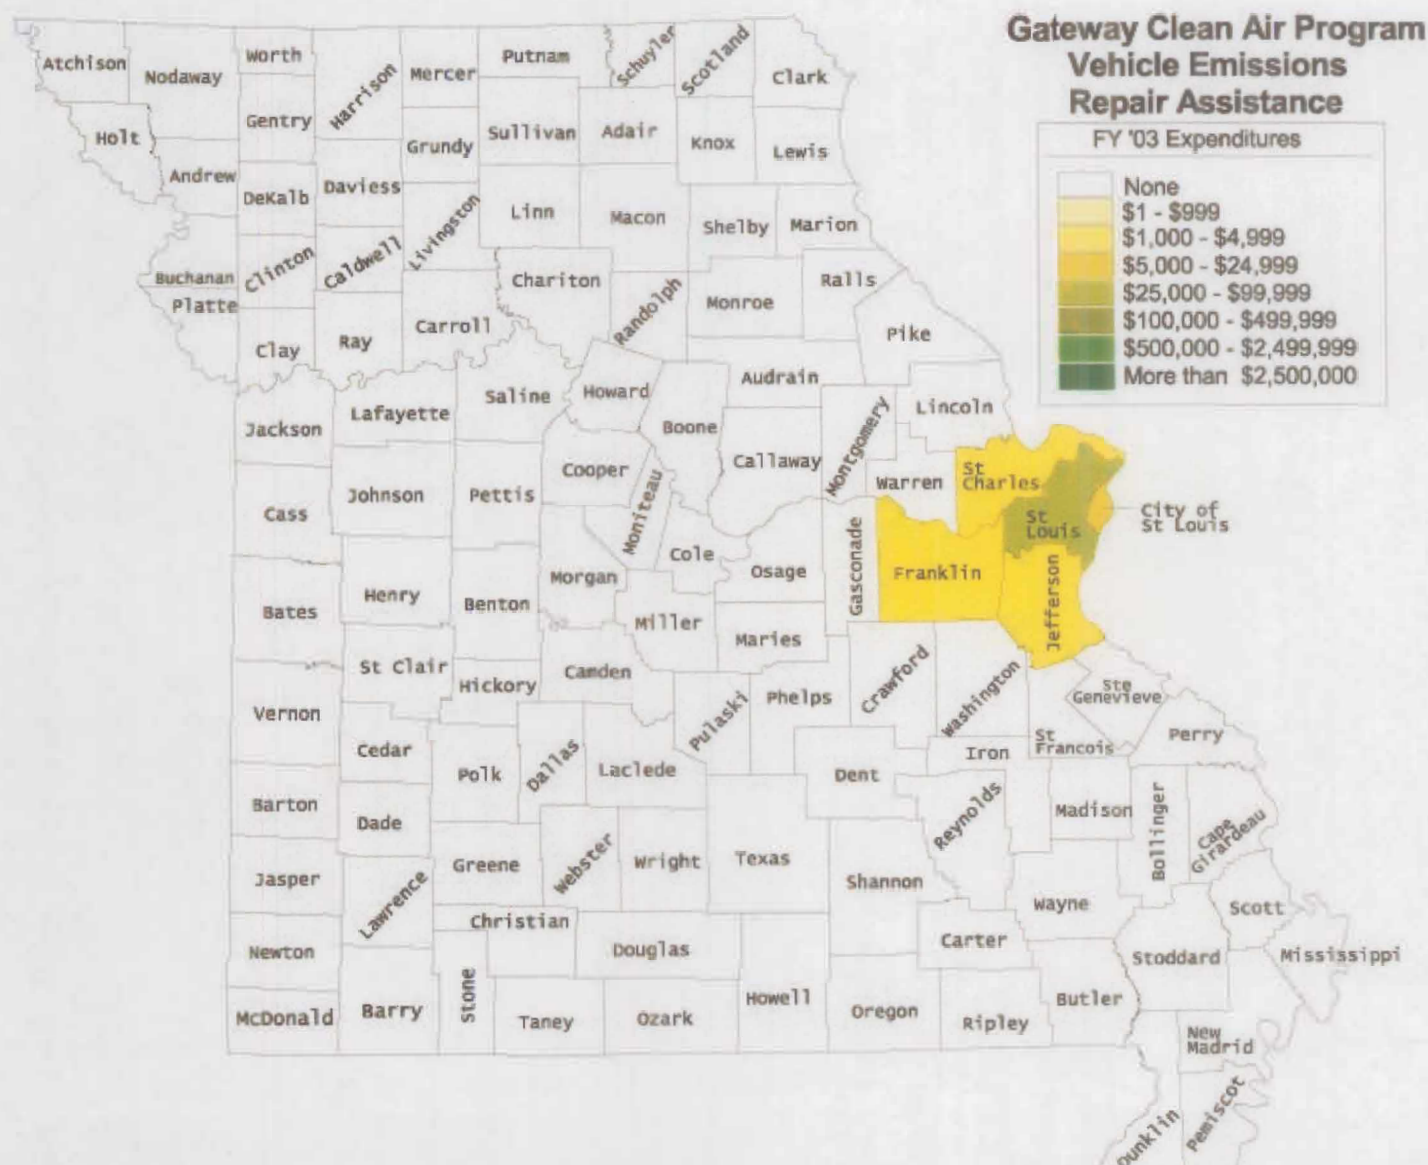 Gateway Clean Air Program
Vehicle Emissions
Repair Assistance
FY '03 Expenditures
None
$1 - $999
$1,000 - $4,999
$5,000 - $24,999
$25,000 - $99,999
$100,000 - $499,999
$500,000 - $2,499,999
More than $2,500,000
Atchison
Nodaway
Worth
Harrison
Mercer
Putnam
Schuyler
Scotland
Clark
Holt
Gentry
Grundy
Sullivan
Adair
Knox
Lewis
Andrew
DeKalb
Daviess
Livingston
Linn
Macon
Shelby
Marion
Buchanan
Clinton
Caldwell
Chariton
Randolph
Monroe
Ralls
Platte
Clay
Ray
Carroll
Pike
Saline
Howard
Audrain
Jackson
Lafayette
Boone
Montgomery
Lincoln
Cass
Johnson
Pettis
Cooper
Moniteau
Callaway
Warren
St
Charles
St
Louis
City of
St Louis
Bates
Henry
Benton
Morgan
Cole
Osage
Gasconade
Franklin
Jefferson
Miller
Maries
St Clair
Hickory
Camden
Vernon
Cedar
Polk
Dallas
Laclede
Pulaski
Phelps
Crawford
Washington
Ste
Genevieve
St
Francois
Perry
Iron
Dent
Barton
Dade
Reynolds
Madison
Bollinger
Cape
Girardeau
Jasper
Lawrence
Greene
Webster
Wright
Texas
Shannon
Wayne
Scott
Newton
Christian
Douglas
Carter
Stoddard
Mississippi
McDonald
Barry
Stone
Taney
Ozark
Howell
Oregon
Ripley
Butler
New
Madrid
Dunklin
Pemiscot